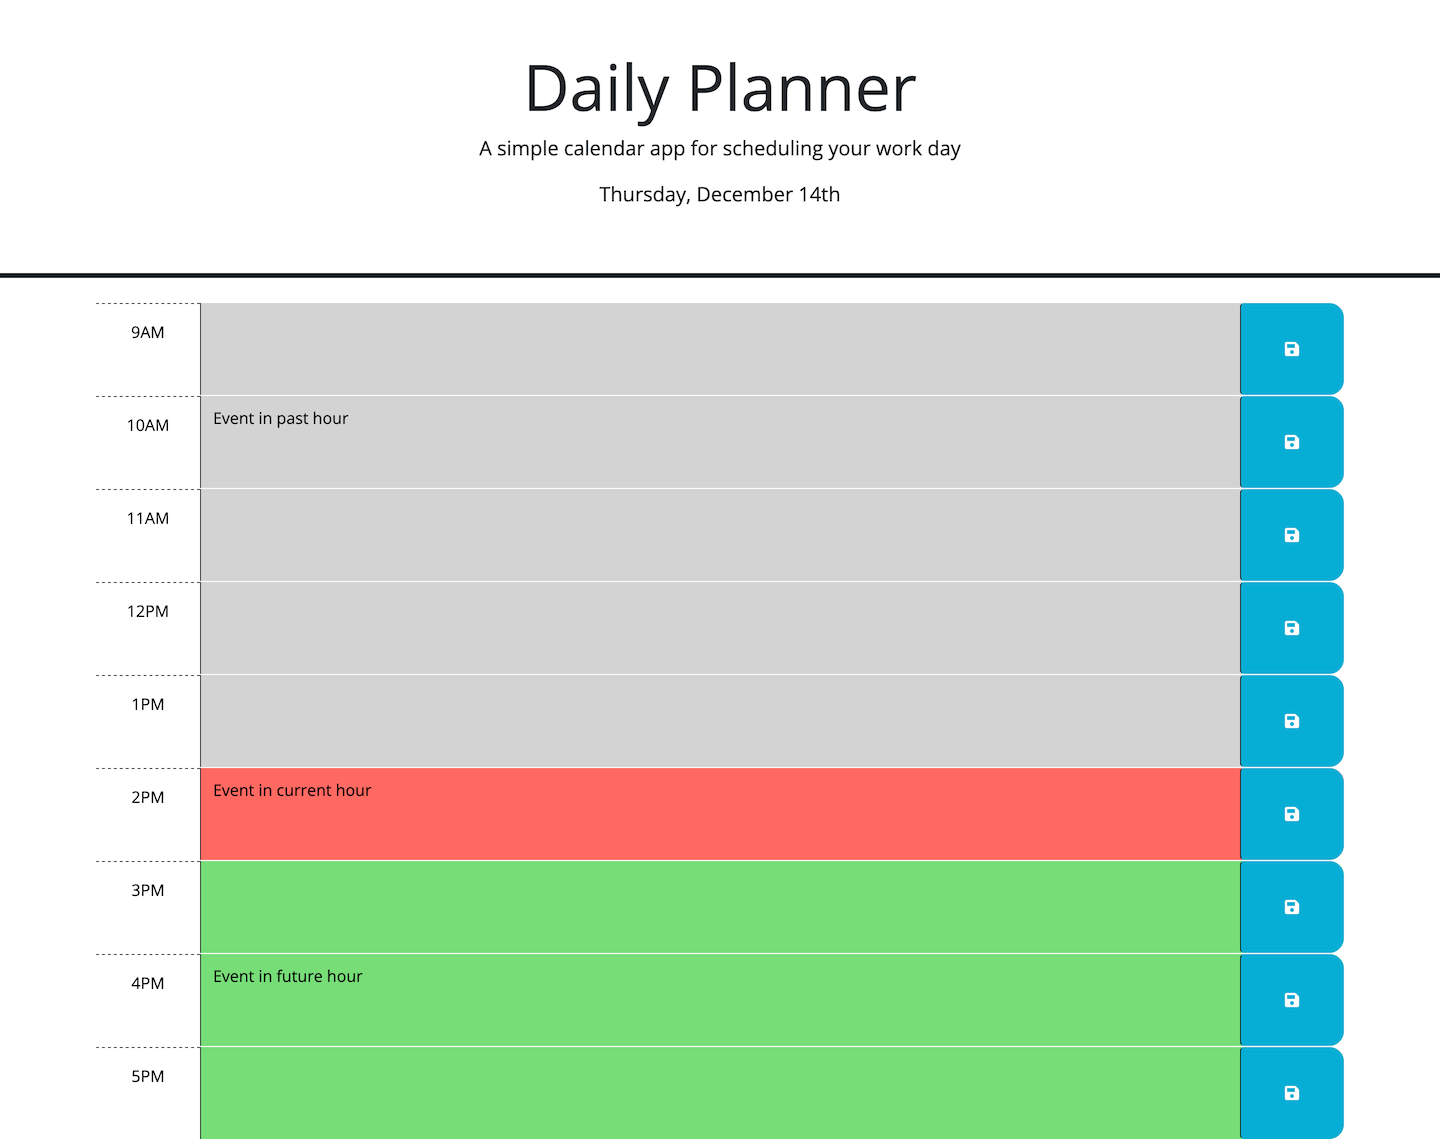 Daily Planner
A simple calendar app for scheduling your work day
Thursday, December 14th
9AM
10AM
Event in past hour
11AM
12PM
1PM
2PM
Event in current hour
3PM
4PM
Event in future hour
5PM